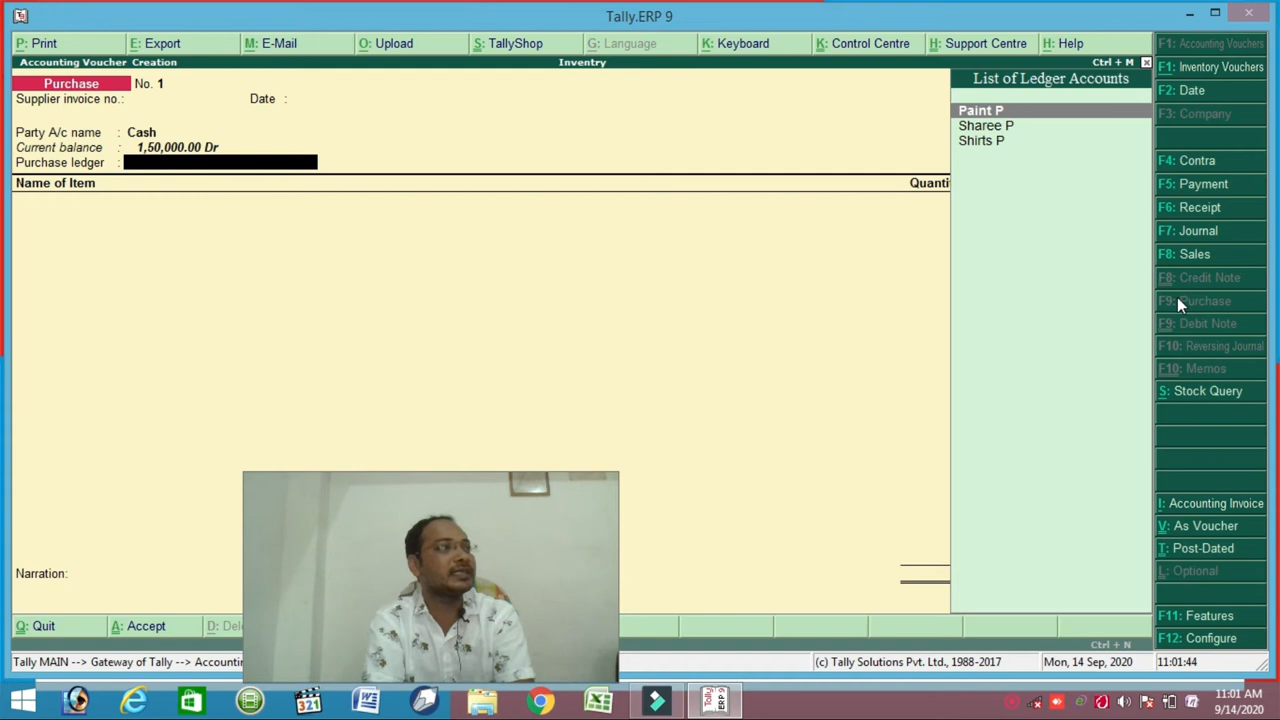 Tally.ERP 9
P: Print E: Export M: E-Mail O: Upload S: TallyShop G: Language K: Keyboard K: Control Centre H: Support Centre H: Help
Accounting Voucher Creation Inventry Ctrl + M
Purchase No. 1
Supplier invoice no.: Date :
Party A/c name : Cash
Current balance : 1,50,000.00 Dr
Purchase ledger :
Name of Item Quanti
Narration:
List of Ledger Accounts
Paint P
Sharee P
Shirts P
F1: Accounting Vouchers
F1: Inventory Vouchers
F2: Date
F3: Company
F4: Contra
F5: Payment
F6: Receipt
F7: Journal
F8: Sales
F8: Credit Note
F9: Purchase
F9: Debit Note
F10: Reversing Journal
F10: Memos
S: Stock Query
I: Accounting Invoice
V: As Voucher
T: Post-Dated
L: Optional
F11: Features
F12: Configure
Q: Quit A: Accept D: Del
Ctrl + N
Tally MAIN --> Gateway of Tally --> Accounti (c) Tally Solutions Pvt. Ltd., 1988-2017 Mon, 14 Sep, 2020 11:01:44
321
Tally ERP 9
11:01 AM
9/14/2020